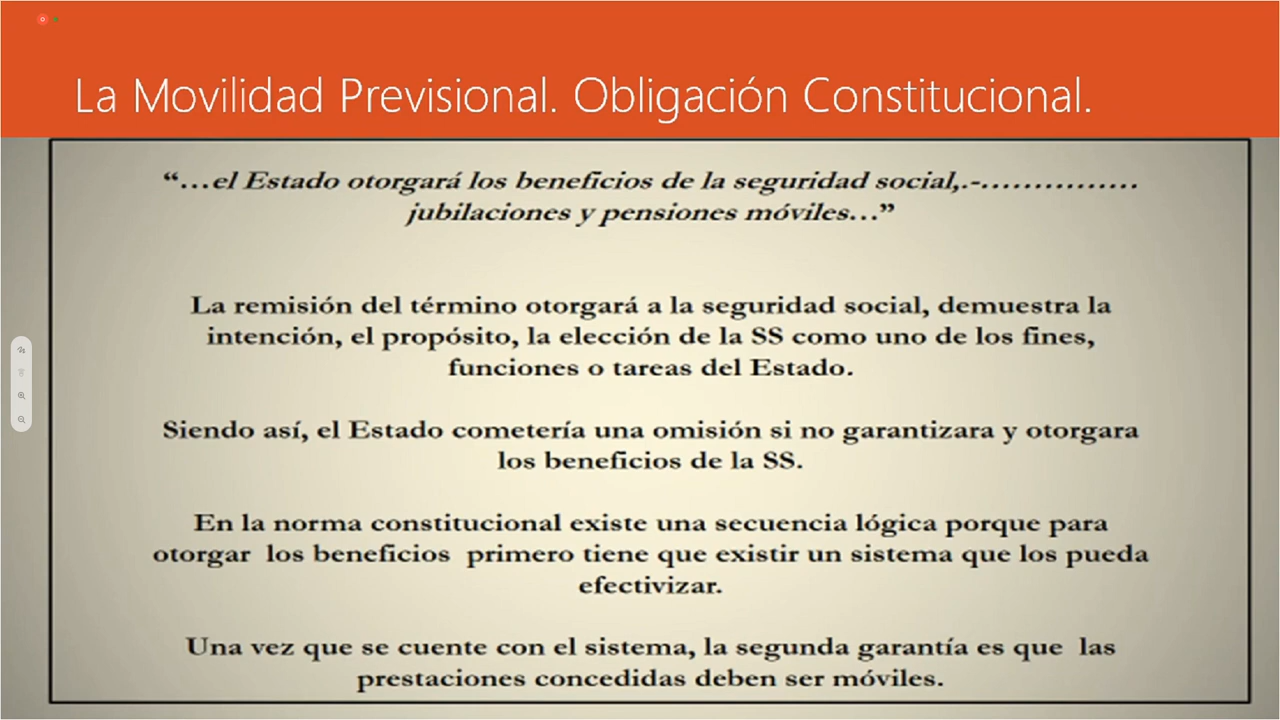 La Movilidad Previsional. Obligación Constitucional.
“…el Estado otorgará los beneficios de la seguridad social,.-……………
jubilaciones y pensiones móviles…”
La remisión del término otorgará a la seguridad social, demuestra la
intención, el propósito, la elección de la SS como uno de los fines,
funciones o tareas del Estado.
Siendo así, el Estado cometería una omisión si no garantizara y otorgara
los beneficios de la SS.
En la norma constitucional existe una secuencia lógica porque para
otorgar los beneficios primero tiene que existir un sistema que los pueda
efectivizar.
Una vez que se cuente con el sistema, la segunda garantía es que las
prestaciones concedidas deben ser móviles.